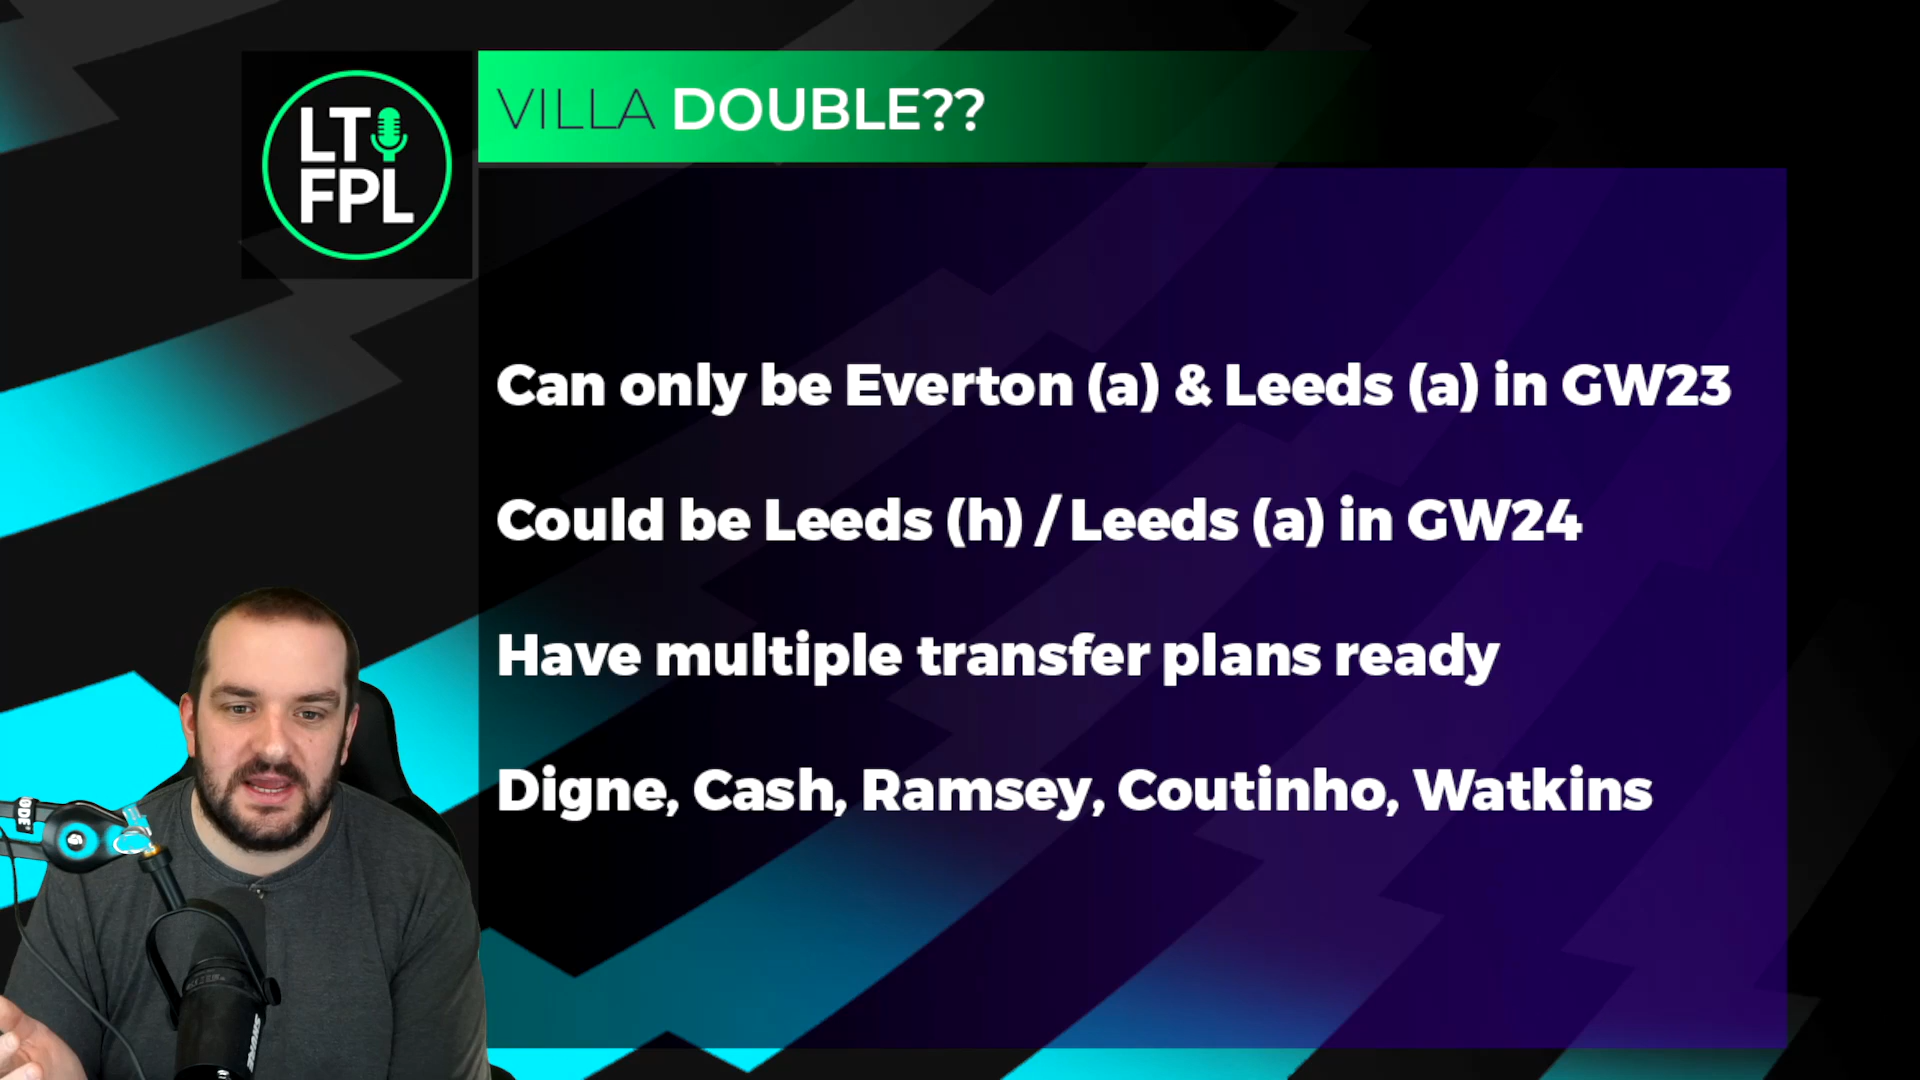 LT
FPL
VILLA DOUBLE??
Can only be Everton (a) & Leeds (a) in GW23
Could be Leeds (h) / Leeds (a) in GW24
Have multiple transfer plans ready
Digne, Cash, Ramsey, Coutinho, Watkins
SHURE